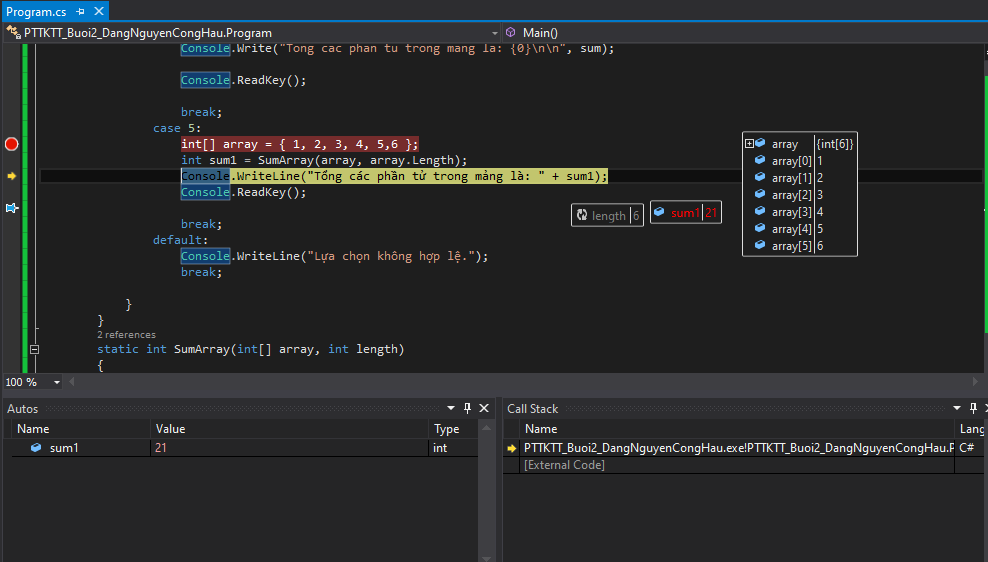 Program.cs
PTTKTT_Buoi2_DangNguyenCongHau.Program Main()
Console.Write("Tong cac phan tu trong mang la: {0}\n\n", sum);
Console.ReadKey();
break;
case 5:
int[] array = { 1, 2, 3, 4, 5,6 };
int sum1 = SumArray(array, array.Length);
Console.WriteLine("Tổng các phần tử trong mảng là: " + sum1);
Console.ReadKey();
break;
default:
Console.WriteLine("Lựa chọn không hợp lệ.");
break;
}
}
2 references
static int SumArray(int[] array, int length)
{
length 6
sum1 21
array {int[6]}
array[0] 1
array[1] 2
array[2] 3
array[3] 4
array[4] 5
array[5] 6
100 %
Autos
Name Value Type
sum1 21 int
Call Stack
Name Lang
PTTKTT_Buoi2_DangNguyenCongHau.exe!PTTKTT_Buoi2_DangNguyenCongHau.P C#
[External Code]